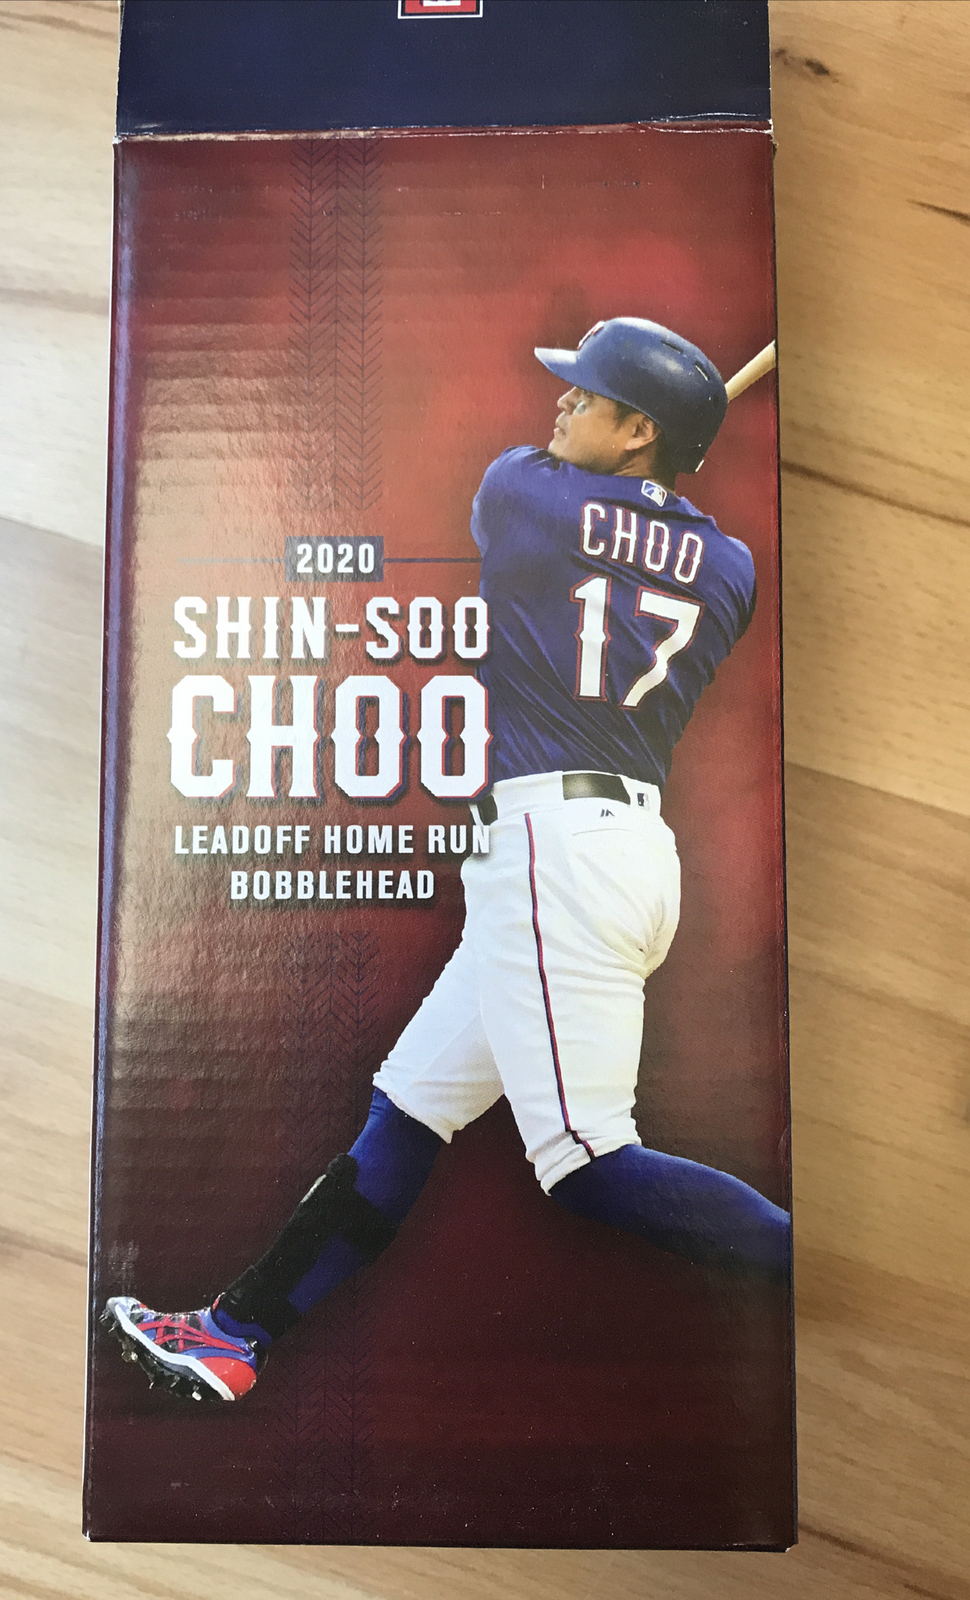 2020
SHIN-SOO
CHOO
LEADOFF HOME RUN
BOBBLEHEAD
CHOO
17